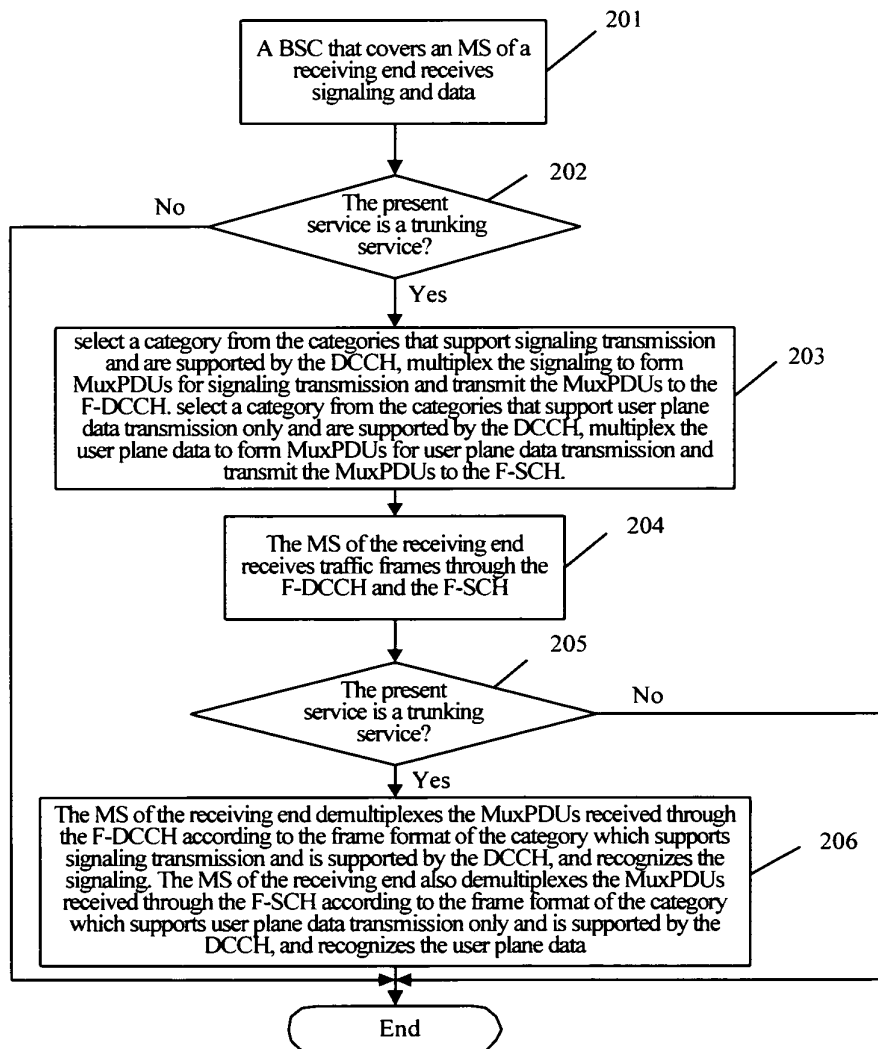 201
A BSC that covers an MS of a
receiving end receives
signaling and data
202
The present
service is a trunking
service?
No
Yes
select a category from the categories that support signaling transmission
and are supported by the DCCH, multiplex the signaling to form
MuxPDUs for signaling transmission and transmit the MuxPDUs to the
F-DCCH. select a category from the categories that support user plane
data transmission only and are supported by the DCCH, multiplex the
user plane data to form MuxPDUs for user plane data transmission and
transmit the MuxPDUs to the F-SCH.
203
The MS of the receiving end
receives traffic frames through the
F-DCCH and the F-SCH
204
205
The present
service is a trunking
service?
No
Yes
The MS of the receiving end demultiplexes the MuxPDUs received through
the F-DCCH according to the frame format of the category which supports
signaling transmission and is supported by the DCCH, and recognizes the
signaling. The MS of the receiving end also demultiplexes the MuxPDUs
received through the F-SCH according to the frame format of the category
which supports user plane data transmission only and is supported by the
DCCH, and recognizes the user plane data
206
End